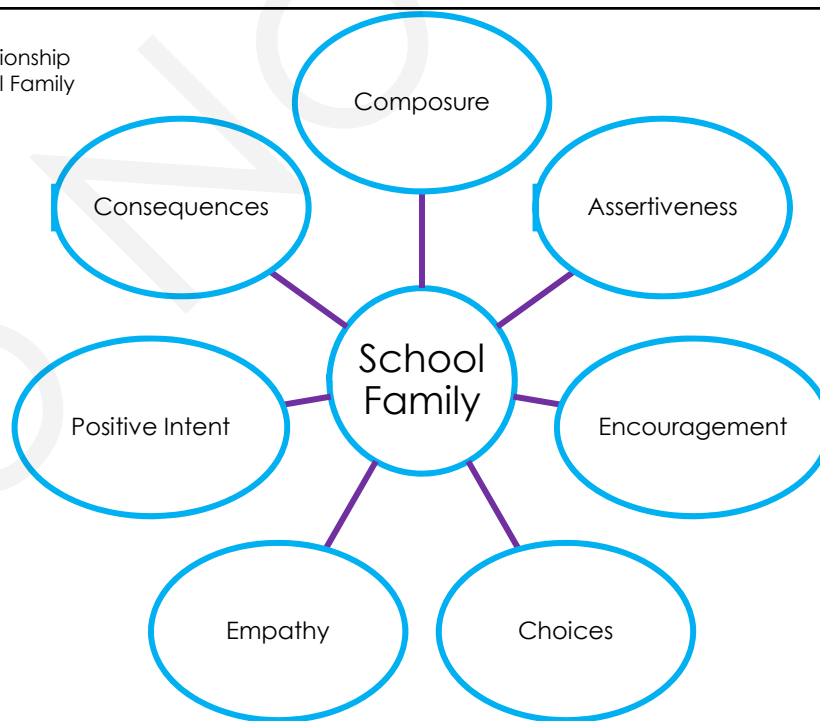 ionship
l Family
Composure
Consequences
Assertiveness
School
Family
Positive Intent
Encouragement
Empathy
Choices